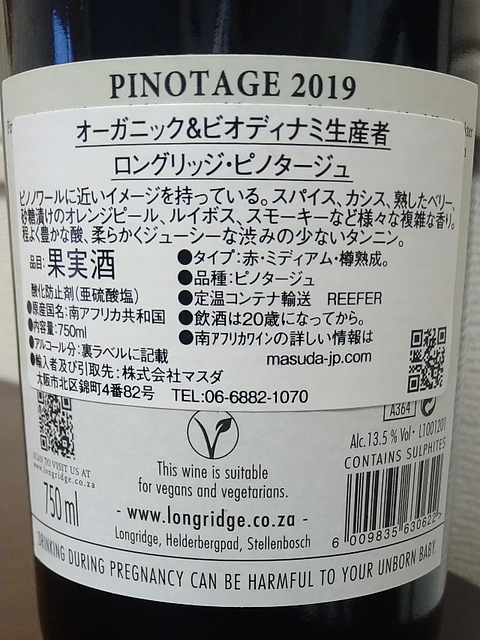 PINOTAGE 2019
オーガニック&ビオディナミ生産者
ロングリッジ・ピノタージュ
ピノノワールに近いイメージを持っている。スパイス、カシス、熟したベリー、
砂糖漬けのオレンジピール、ルイボス、スモーキーなど様々な複雑な香り。
程よく豊かな酸、柔らかくジューシーな渋みの少ないタンニン。
品目:果実酒
酸化防止剤(亜硫酸塩)
●原産国名:南アフリカ共和国
●内容量:750ml
●アルコール分:裏ラベルに記載
●輸入者及び引取先:株式会社マスダ
大阪市北区錦町4番82号 TEL:06-6882-1070
●タイプ:赤・ミディアム・樽熟成。
●品種:ピノタージュ
●定温コンテナ輸送 REEFER
●飲酒は20歳になってから。
●南アフリカワインの詳しい情報は
masuda-jp.com
A384
SCAN TO VISIT US AT
www.longridge.co.za
750 ml
V
This wine is suitable
for vegans and vegetarians.
- www.longridge.co.za -
Longridge, Helderbergpad, Stellenbosch
Alc. 13.5 % Vol · L1001201
CONTAINS SULPHITES
6 009835 630622
DRINKING DURING PREGNANCY CAN BE HARMFUL TO YOUR UNBORN BABY.